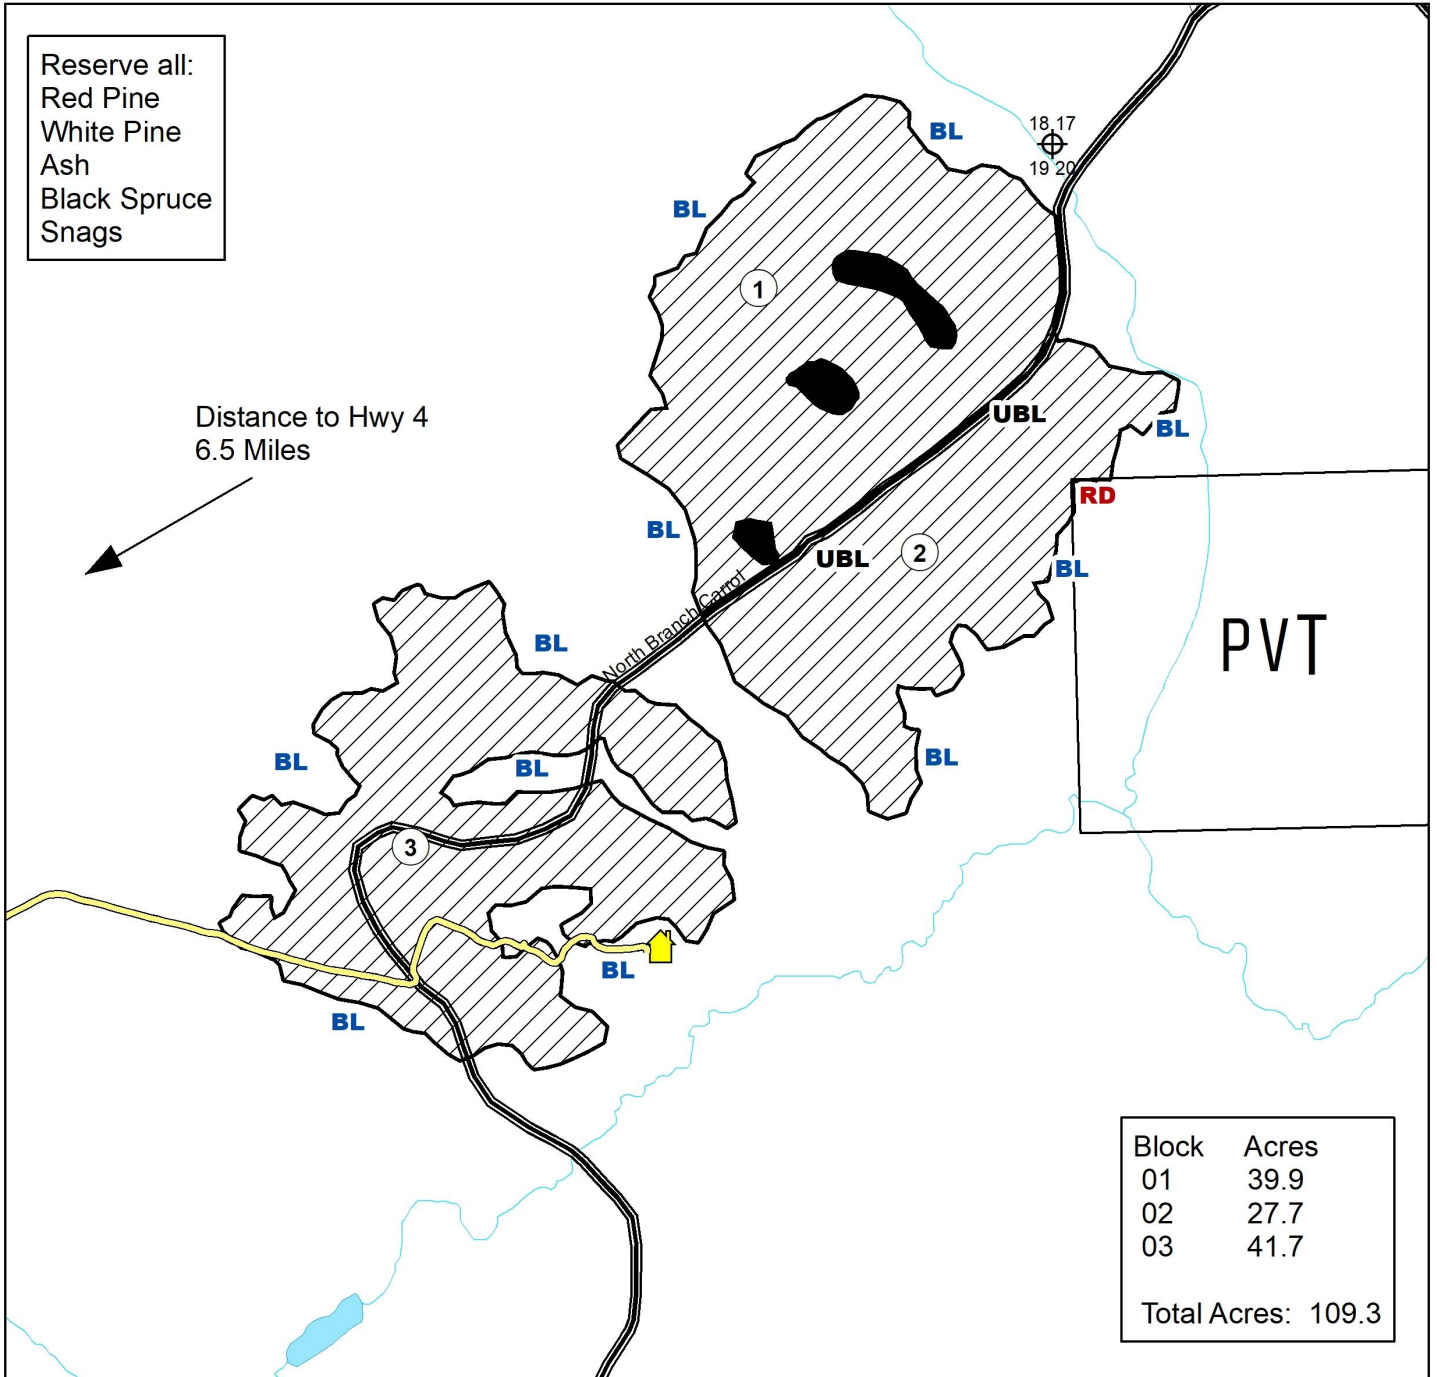 Reserve all:
Red Pine
White Pine
Ash
Black Spruce
Snags
BL
18 17
19 20
BL
1
Distance to Hwy 4
6.5 Miles
UBL
BL
RD
BL
UBL
2
BL
North Branch Carrol
BL
PVT
BL
BL
BL
3
BL
BL
Block Acres
01 39.9
02 27.7
03 41.7
Total Acres: 109.3